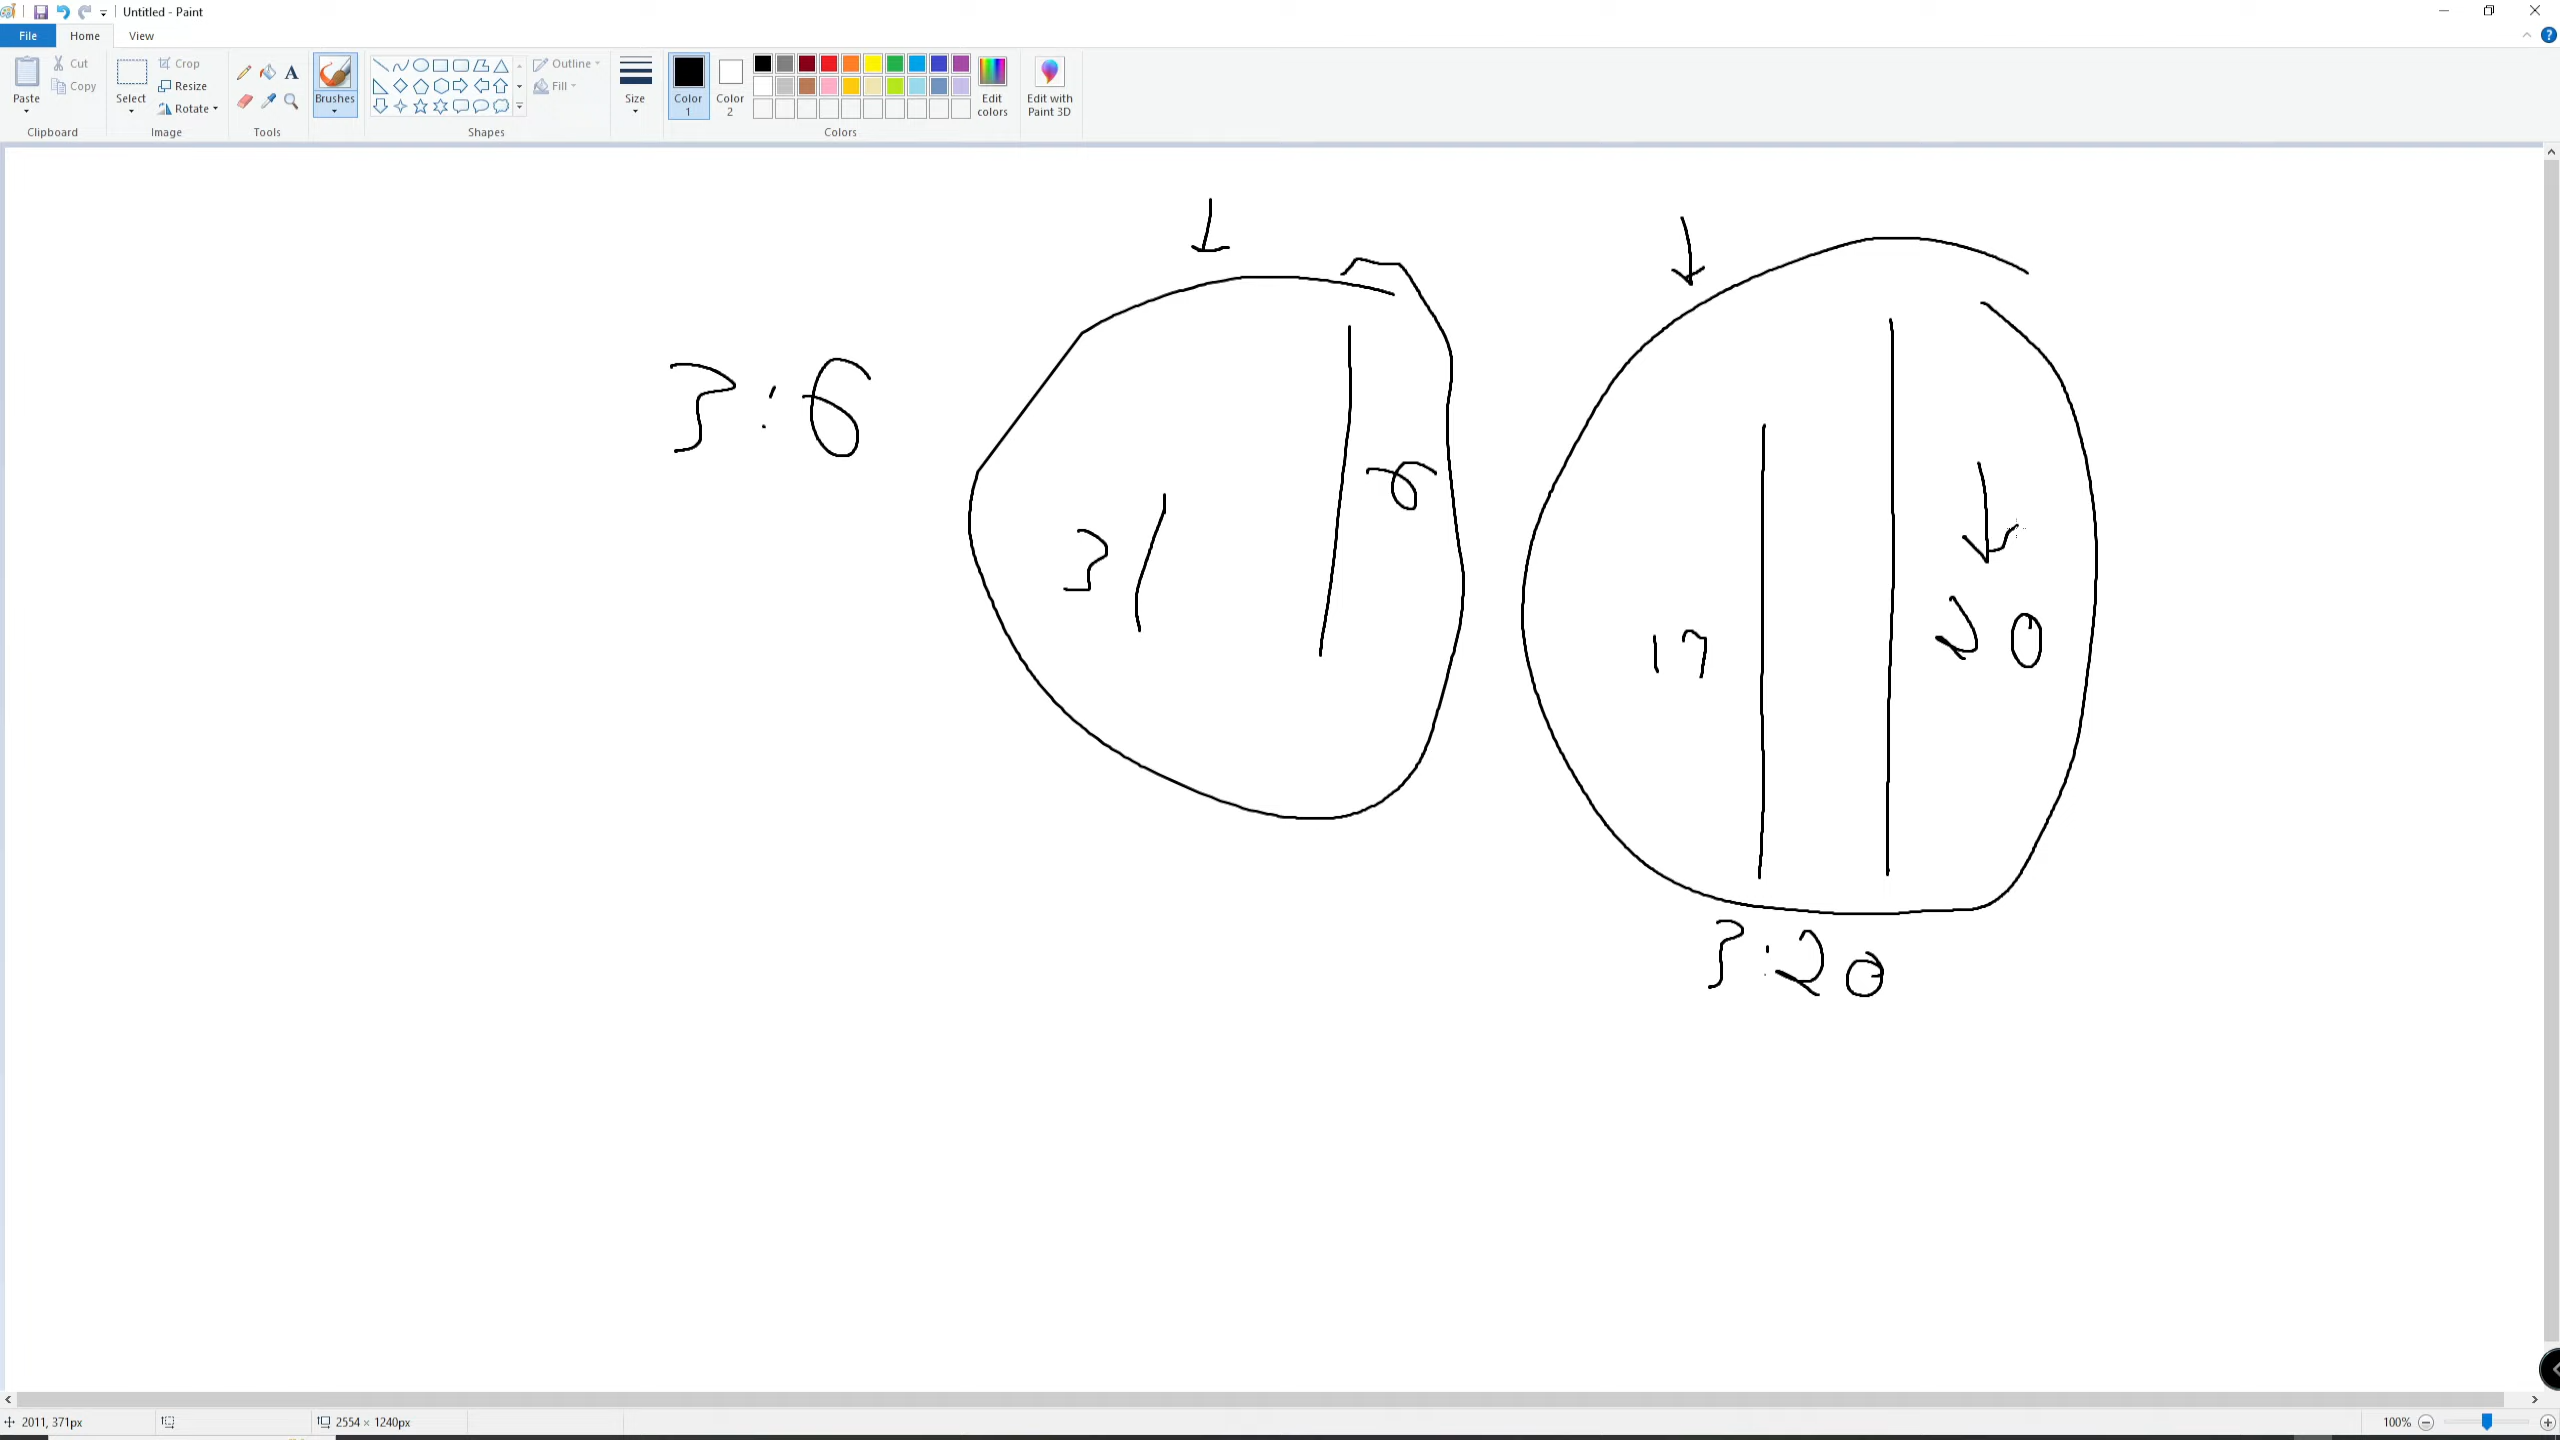 Untitled - Paint
File Home View
Paste
Cut
Copy
Clipboard
Select
Crop
Resize
Rotate
Image
Tools
Brushes
Shapes
Outline
Fill
Size
Color 1
Color 2
Edit colors
Colors
Edit with Paint 3D
3:6
3
6
17
20
3:20
2011, 371px
2554 × 1240px
100%